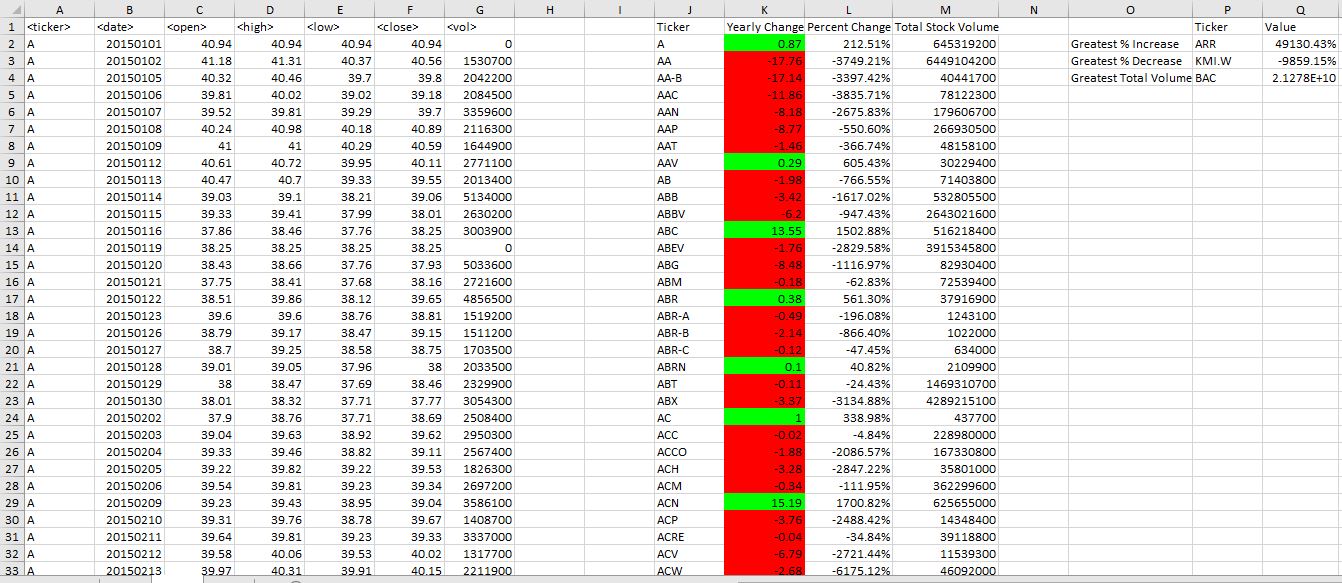 A B C D E F G H I J K L M N O P Q
1 <ticker> <date> <open> <high> <low> <close> <vol> Ticker Yearly Change Percent Change Total Stock Volume Ticker Value
2 A 20150101 40.94 40.94 40.94 40.94 0 A 0.87 212.51% 645319200 Greatest % Increase ARR 49130.43%
3 A 20150102 41.18 41.31 40.37 40.56 1530700 AA -17.76 -3749.21% 6449104200 Greatest % Decrease KMI.W -9859.15%
4 A 20150105 40.32 40.46 39.7 39.8 2042200 AA-B -17.14 -3397.42% 40441700 Greatest Total Volume BAC 2.1278E+10
5 A 20150106 39.81 40.02 39.02 39.18 2084500 AAC -11.86 -3835.71% 78122300
6 A 20150107 39.52 39.81 39.29 39.7 3359600 AAN -8.18 -2675.83% 179606700
7 A 20150108 40.24 40.98 40.18 40.89 2116300 AAP -8.77 -550.60% 266930500
8 A 20150109 41 41 40.29 40.59 1644900 AAT -1.46 -366.74% 48158100
9 A 20150112 40.61 40.72 39.95 40.11 2771100 AAV 0.29 605.43% 30229400
10 A 20150113 40.47 40.7 39.33 39.55 2013400 AB -1.98 -766.55% 71403800
11 A 20150114 39.03 39.1 38.21 39.06 5134000 ABB -3.42 -1617.02% 532805500
12 A 20150115 39.33 39.41 37.99 38.01 2630200 ABBV -6.2 -947.43% 2643021600
13 A 20150116 37.86 38.46 37.76 38.25 3003900 ABC 13.55 1502.88% 516218400
14 A 20150119 38.25 38.25 38.25 38.25 0 ABEV -1.76 -2829.58% 3915345800
15 A 20150120 38.43 38.66 37.76 37.93 5033600 ABG -8.48 -1116.97% 82930400
16 A 20150121 37.75 38.41 37.68 38.16 2721600 ABM -0.18 -62.83% 72539400
17 A 20150122 38.51 39.86 38.12 39.65 4856500 ABR 0.38 561.30% 37916900
18 A 20150123 39.6 39.6 38.76 38.81 1519200 ABR-A -0.49 -196.08% 1243100
19 A 20150126 38.79 39.17 38.47 39.15 1511200 ABR-B -2.14 -866.40% 1022000
20 A 20150127 38.7 39.25 38.58 38.75 1703500 ABR-C -0.12 -47.45% 634000
21 A 20150128 39.01 39.05 37.96 38 2033500 ABRN 0.1 40.82% 2109900
22 A 20150129 38 38.47 37.69 38.46 2329900 ABT -0.11 -24.43% 1469310700
23 A 20150130 38.01 38.32 37.71 37.77 3054300 ABX -3.37 -3134.88% 4289215100
24 A 20150202 37.9 38.76 37.71 38.69 2508400 AC 1 338.98% 437700
25 A 20150203 39.04 39.63 38.92 39.62 2950300 ACC -0.02 -4.84% 228980000
26 A 20150204 39.33 39.46 38.82 39.11 2567400 ACCO -1.88 -2086.57% 167330800
27 A 20150205 39.22 39.82 39.22 39.53 1826300 ACH -3.28 -2847.22% 35801000
28 A 20150206 39.54 39.81 39.23 39.34 2697200 ACM -0.34 -111.95% 362299600
29 A 20150209 39.23 39.43 38.95 39.04 3586100 ACN 15.19 1700.82% 625655000
30 A 20150210 39.31 39.76 38.78 39.67 1408700 ACP -3.76 -2488.42% 14348400
31 A 20150211 39.64 39.81 39.23 39.33 3337000 ACRE -0.04 -34.84% 39118800
32 A 20150212 39.58 40.06 39.53 40.02 1317700 ACV -6.79 -2721.44% 11539300
33 A 20150213 39.97 40.31 39.91 40.15 2211900 ACW -2.68 -6175.12% 46092000